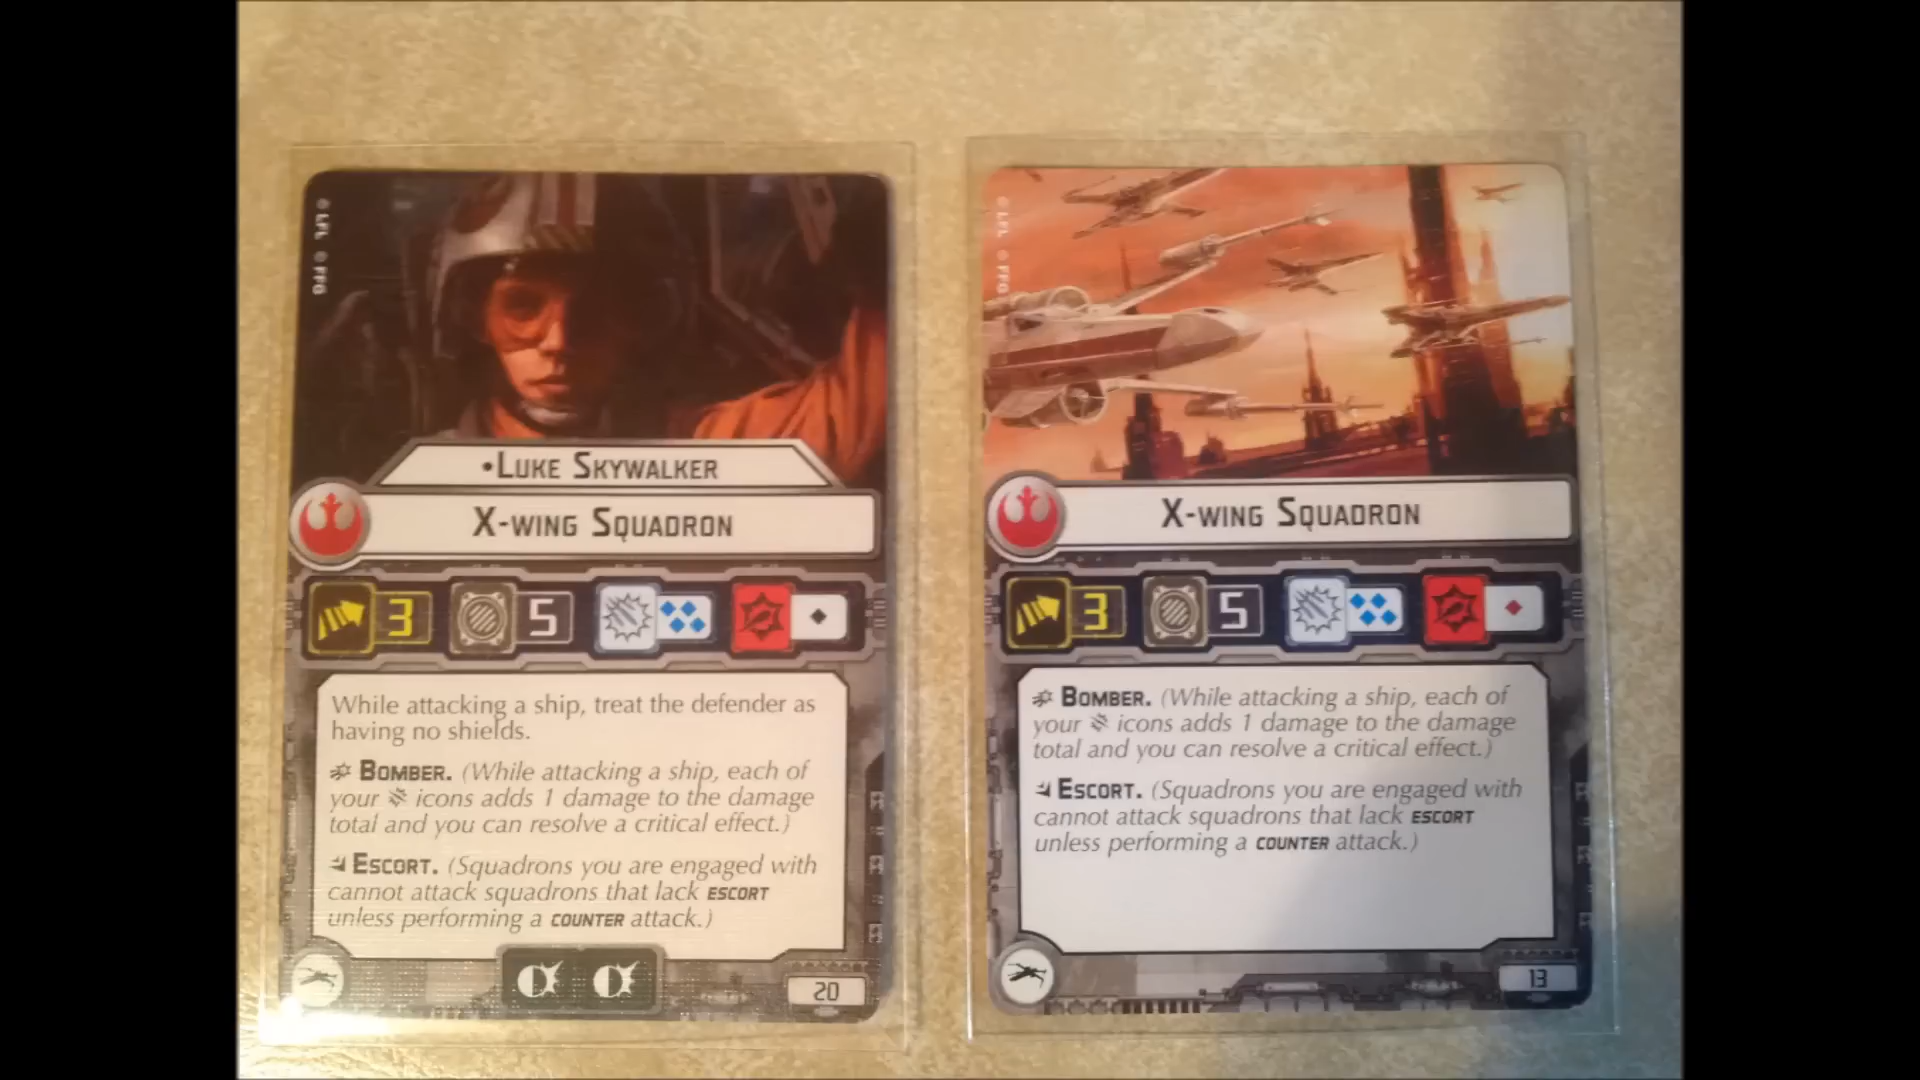 © LFL © FFG
•Luke Skywalker
X-wing Squadron
3 5
While attacking a ship, treat the defender as
having no shields.
Bomber. (While attacking a ship, each of
your icons adds 1 damage to the damage
total and you can resolve a critical effect.)
Escort. (Squadrons you are engaged with
cannot attack squadrons that lack ESCORT
unless performing a COUNTER attack.)
20
© LFL © FFG
X-wing Squadron
3 5
Bomber. (While attacking a ship, each of
your icons adds 1 damage to the damage
total and you can resolve a critical effect.)
Escort. (Squadrons you are engaged with
cannot attack squadrons that lack ESCORT
unless performing a COUNTER attack.)
13